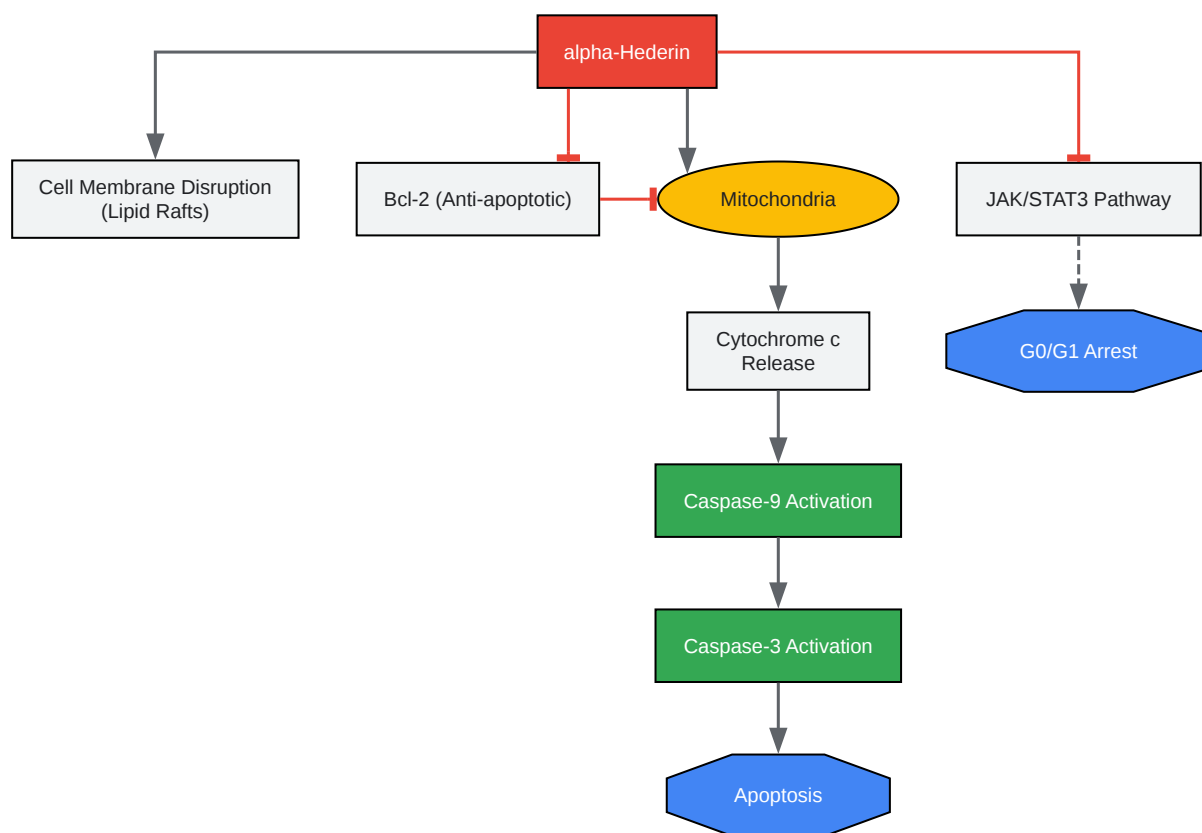 alpha-Hederin
Cell Membrane Disruption
(Lipid Rafts)
Bcl-2 (Anti-apoptotic)
Mitochondria
JAK/STAT3 Pathway
Cytochrome c
Release
G0/G1 Arrest
Caspase-9 Activation
Caspase-3 Activation
Apoptosis